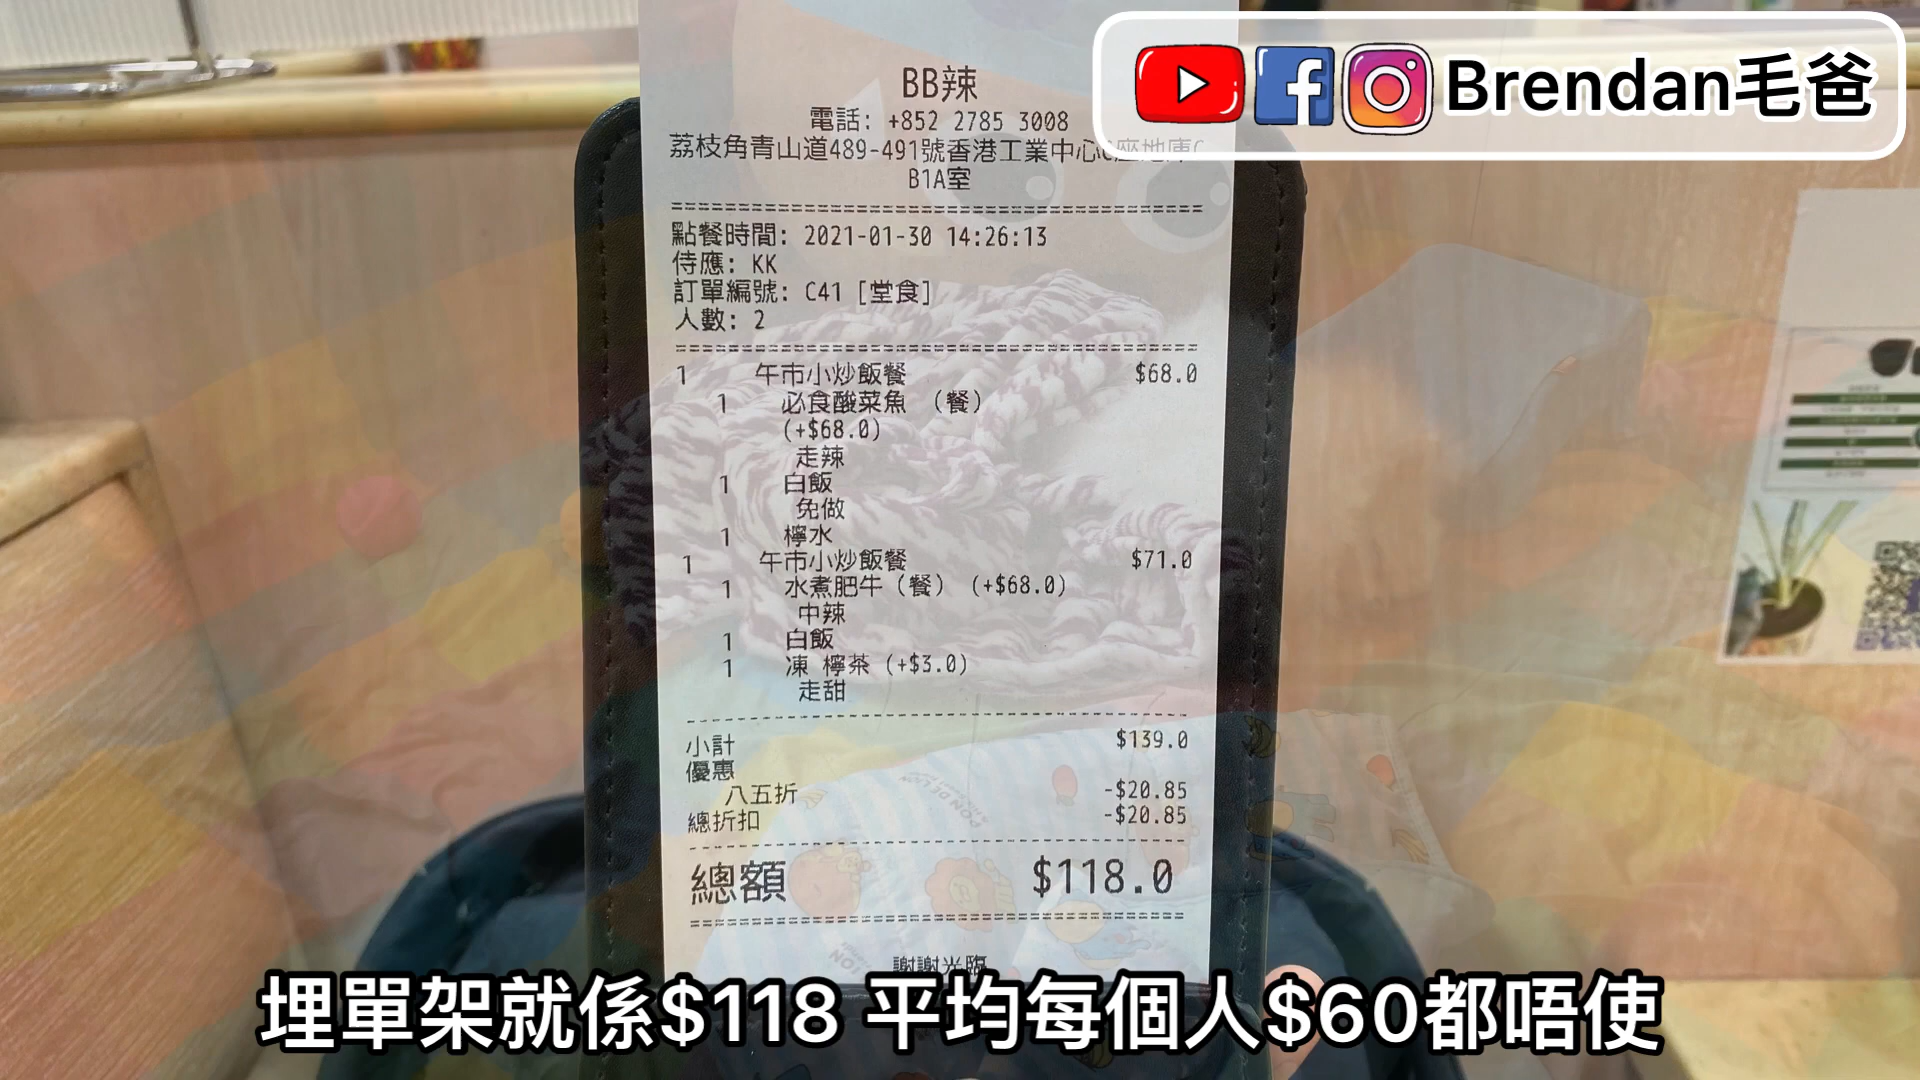 Brendan毛爸
BB辣
電話: +852 2785 3008
荔枝角青山道489-491號香港工業中心C座地庫C
B1A室
點餐時間: 2021-01-30 14:26:13
侍應: KK
訂單編號: C41 [堂食]
人數: 2
1 午市小炒飯餐 $68.0
1 必食酸菜魚 (餐)
(+$68.0)
走辣
1 白飯
免做
1 檸水
1 午市小炒飯餐 $71.0
1 水煮肥牛 (餐) (+$68.0)
中辣
1 白飯
1 凍 檸茶 (+$3.0)
走甜
小計 $139.0
優惠
八五折 -$20.85
總折扣 -$20.85
總額 $118.0
謝謝光臨
埋單架就係$118 平均每個人$60都唔使